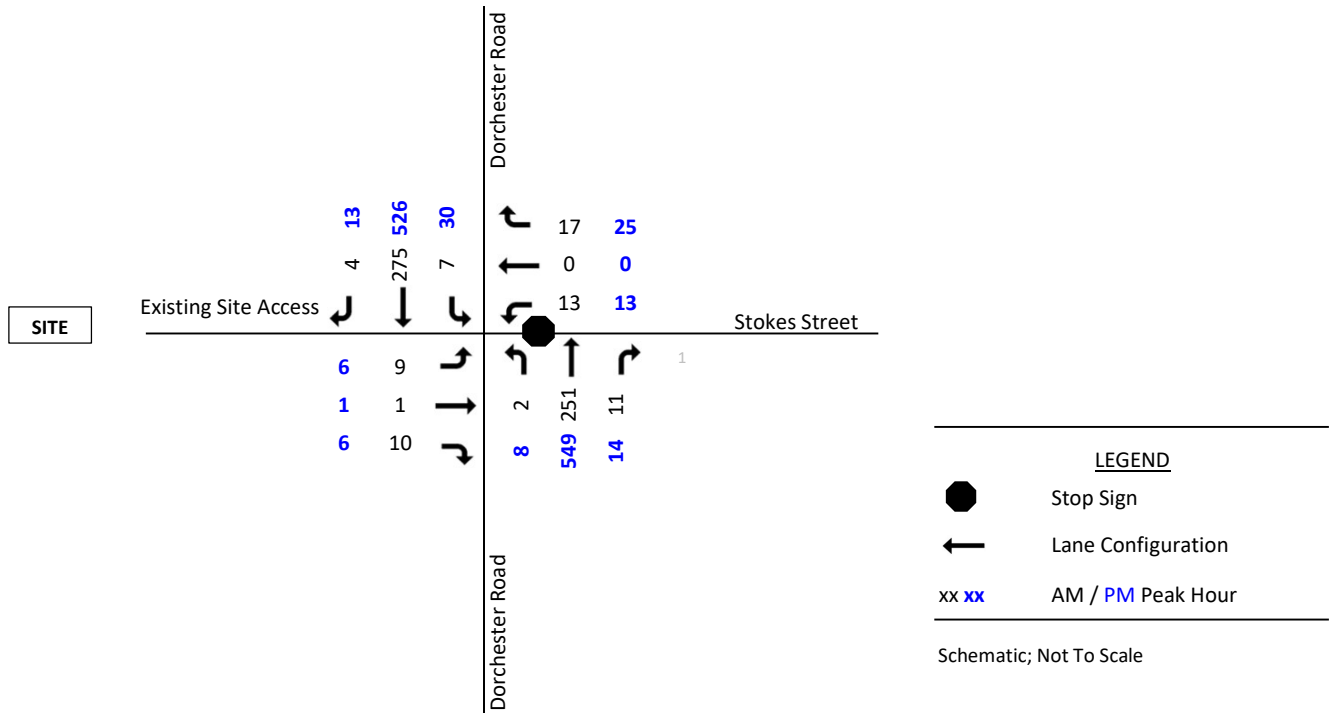 Dorchester Road
13 526 30
4 275 7
17 25
0 0
13 13
SITE
Existing Site Access
Stokes Street
6 9
1 1
6 10
2 251 11
8 549 14
1
Dorchester Road
LEGEND
Stop Sign
Lane Configuration
xx xx AM / PM Peak Hour
Schematic; Not To Scale